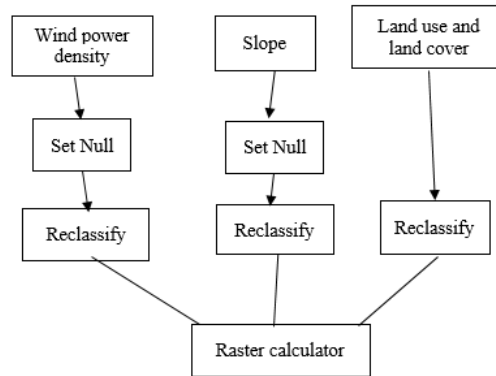 Wind power
density
Slope
Land use and
land cover
Set Null
Set Null
Reclassify
Reclassify
Reclassify
Raster calculator